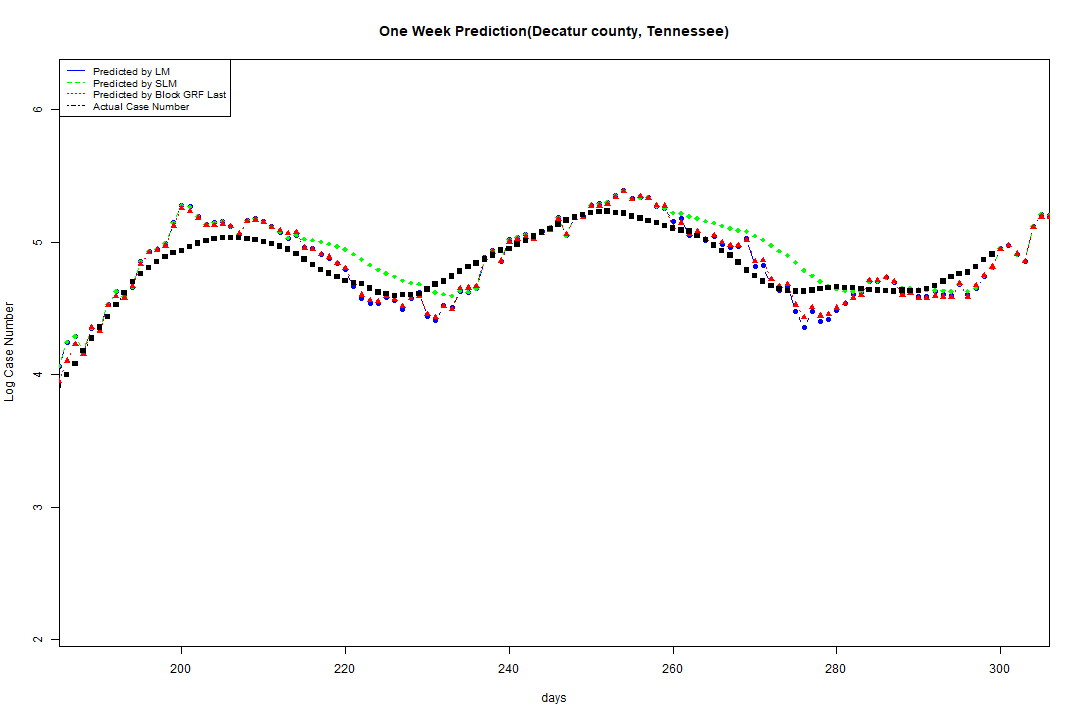 One Week Prediction(Decatur county, Tennessee)
Predicted by LM
Predicted by SLM
Predicted by Block GRF Last
Actual Case Number
6
5
4
3
2
Log Case Number
200 220 240 260 280 300
days